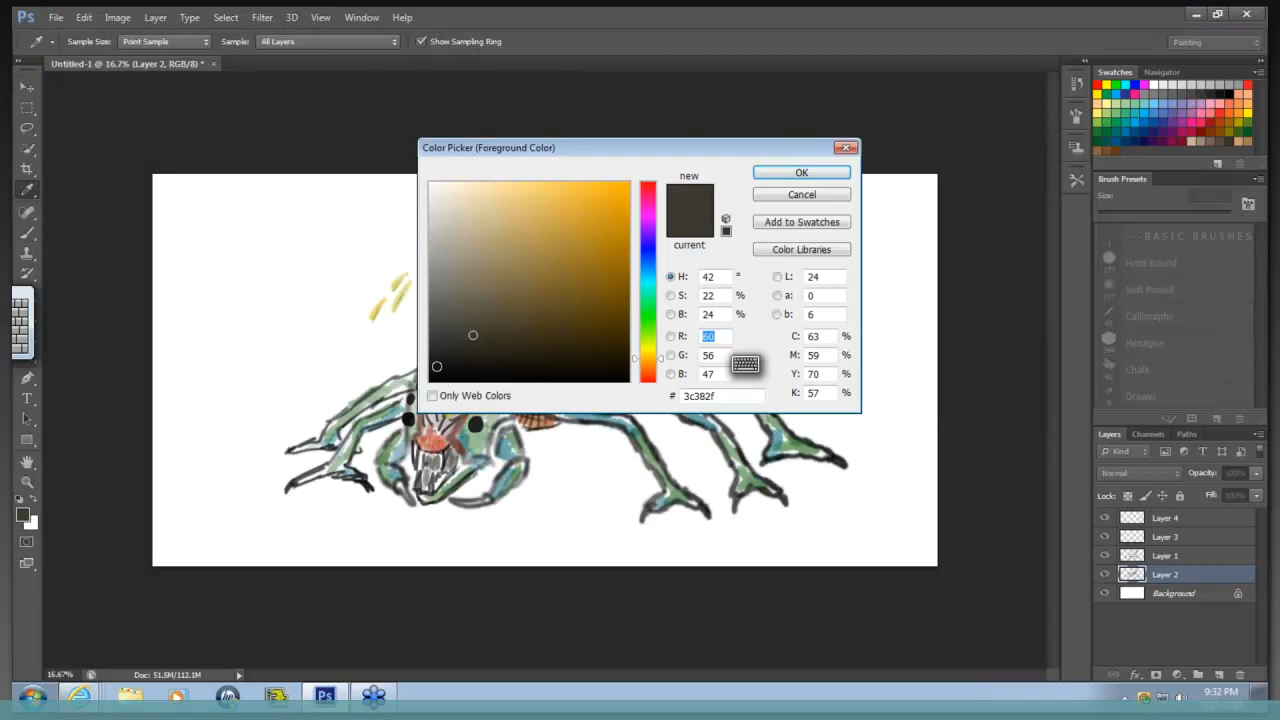 Ps File Edit Image Layer Type Select Filter 3D View Window Help
Sample Size: Point Sample Sample: All Layers Show Sampling Ring Painting
Untitled-1 @ 16.7% (Layer 2, RGB/8) * ×
Swatches Navigator
Color Picker (Foreground Color)
new
OK
Cancel
Add to Swatches
current
Color Libraries
H: 42 ° L: 24
S: 22 % a: 0
B: 24 % b: 6
R: 60 C: 63 %
G: 56 M: 59 %
B: 47 Y: 70 %
K: 57 %
Only Web Colors # 3c382f
Brush Presets
Size:
BASIC BRUSHES
Hard Round
Soft Round
Calligraphy
Hexagon
Chalk
Drawer
Layers Channels Paths
Kind
Normal Opacity: 100%
Lock: Fill: 100%
Layer 4
Layer 3
Layer 1
Layer 2
Background
fx
16.67% Doc: 51.5M/112.1M
Ps
9:32 PM